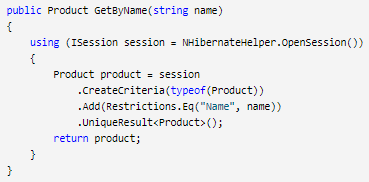 public Product GetByName(string name)
{
    using (ISession session = NHibernateHelper.OpenSession())
    {
        Product product = session
            .CreateCriteria(typeof(Product))
            .Add(Restrictions.Eq("Name", name))
            .UniqueResult<Product>();
        return product;
    }
}